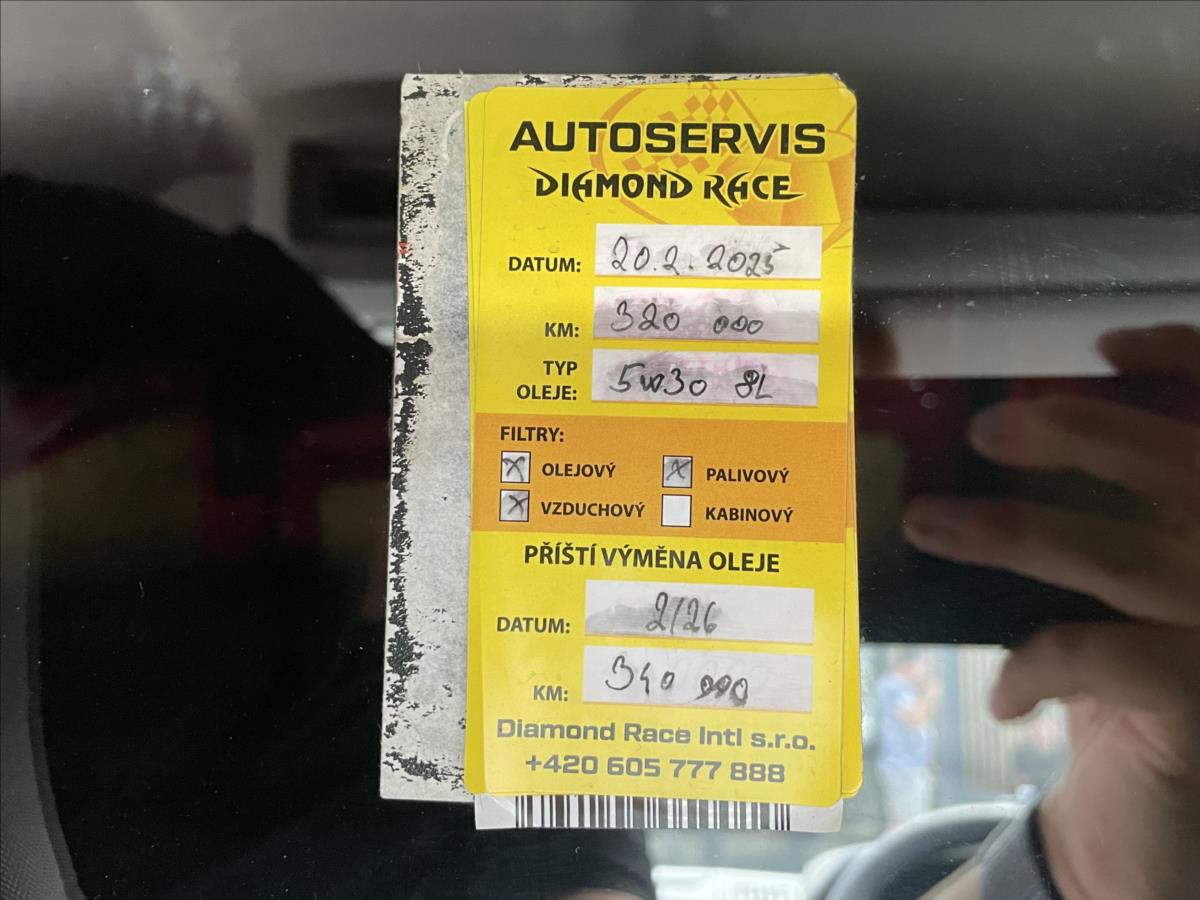 AUTOSERVIS
DIAMOND RACE
DATUM: 20.2.2025
KM: 320 000
TYP
OLEJE: 5W30 8L
FILTRY:
X OLEJOVÝ X PALIVOVÝ
X VZDUCHOVÝ KABINOVÝ
PŘÍŠTÍ VÝMĚNA OLEJE
DATUM: 2/26
KM: 340 000
Diamond Race Intl s.r.o.
+420 605 777 888